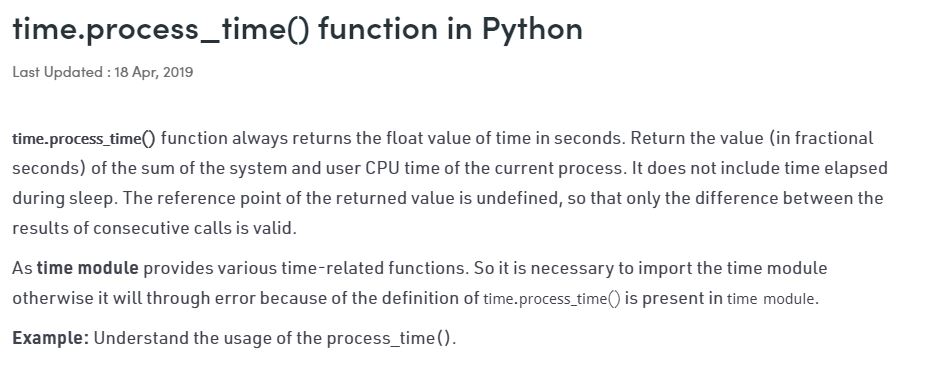 time.process_time() function in Python
Last Updated : 18 Apr, 2019
time.process_time() function always returns the float value of time in seconds. Return the value (in fractional
seconds) of the sum of the system and user CPU time of the current process. It does not include time elapsed
during sleep. The reference point of the returned value is undefined, so that only the difference between the
results of consecutive calls is valid.
As time module provides various time-related functions. So it is necessary to import the time module
otherwise it will through error because of the definition of time.process_time() is present in time module.
Example: Understand the usage of the process_time().